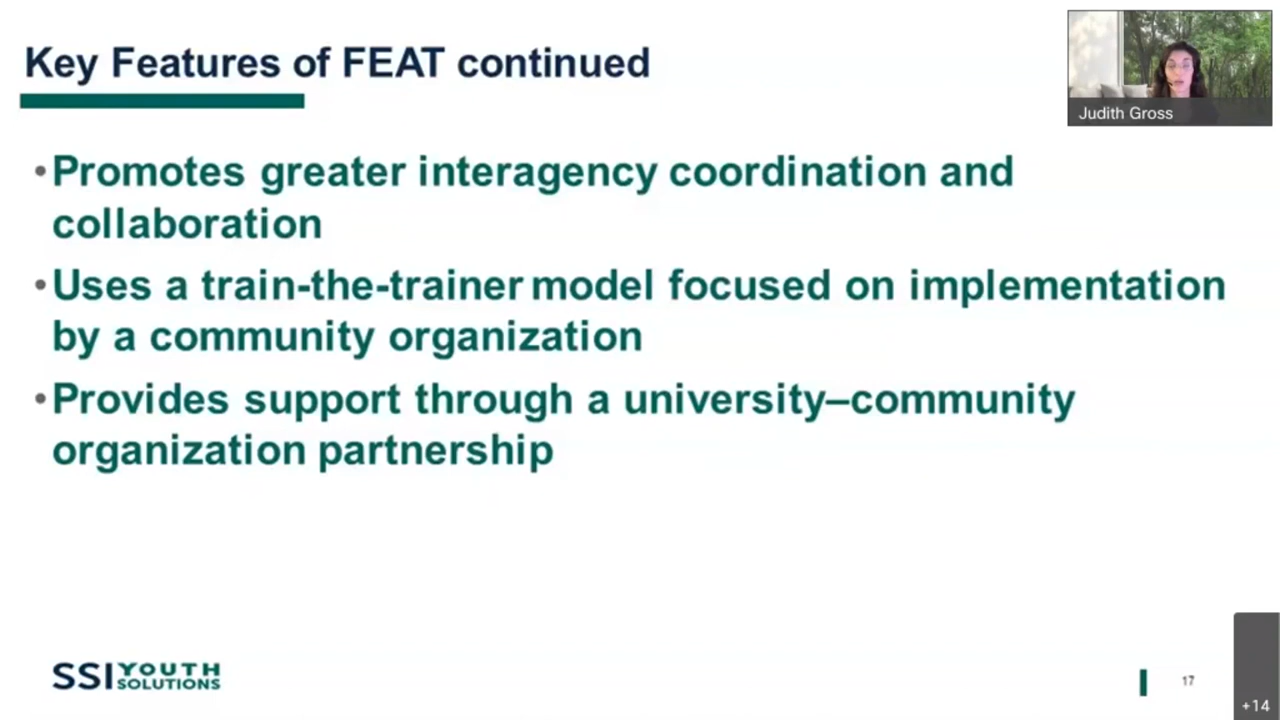 Key Features of FEAT continued
Judith Gross
•Promotes greater interagency coordination and
collaboration
•Uses a train-the-trainer model focused on implementation
by a community organization
•Provides support through a university–community
organization partnership
SSI YOUTH
SOLUTIONS
17
+14